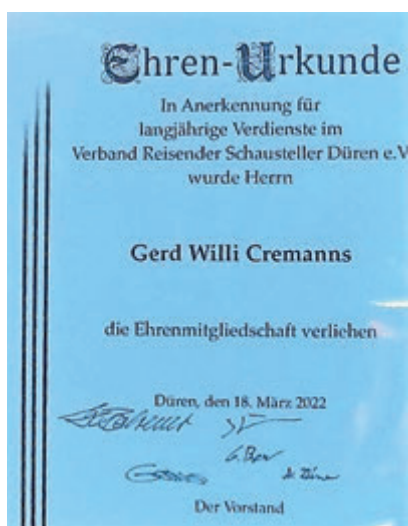 Ehren-Urkunde
In Anerkennung für
langjährige Verdienste im
Verband Reisender Schausteller Düren e.V
wurde Herrn
Gerd Willi Cremanns
die Ehrenmitgliedschaft verliehen
Düren, den 18. März 2022
Der Vorstand